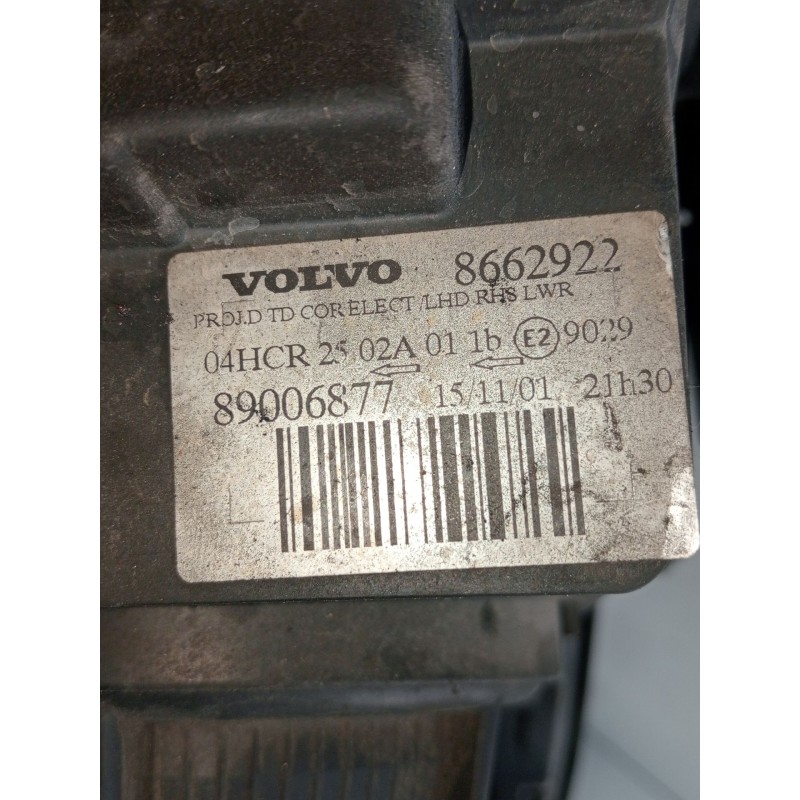 VOLVO 8662922
PROJ.D TD COR ELECT /LHD RHS LWR
04HCR 25 02A 01 1b E2 9029
89006877 15/11/01 21h30